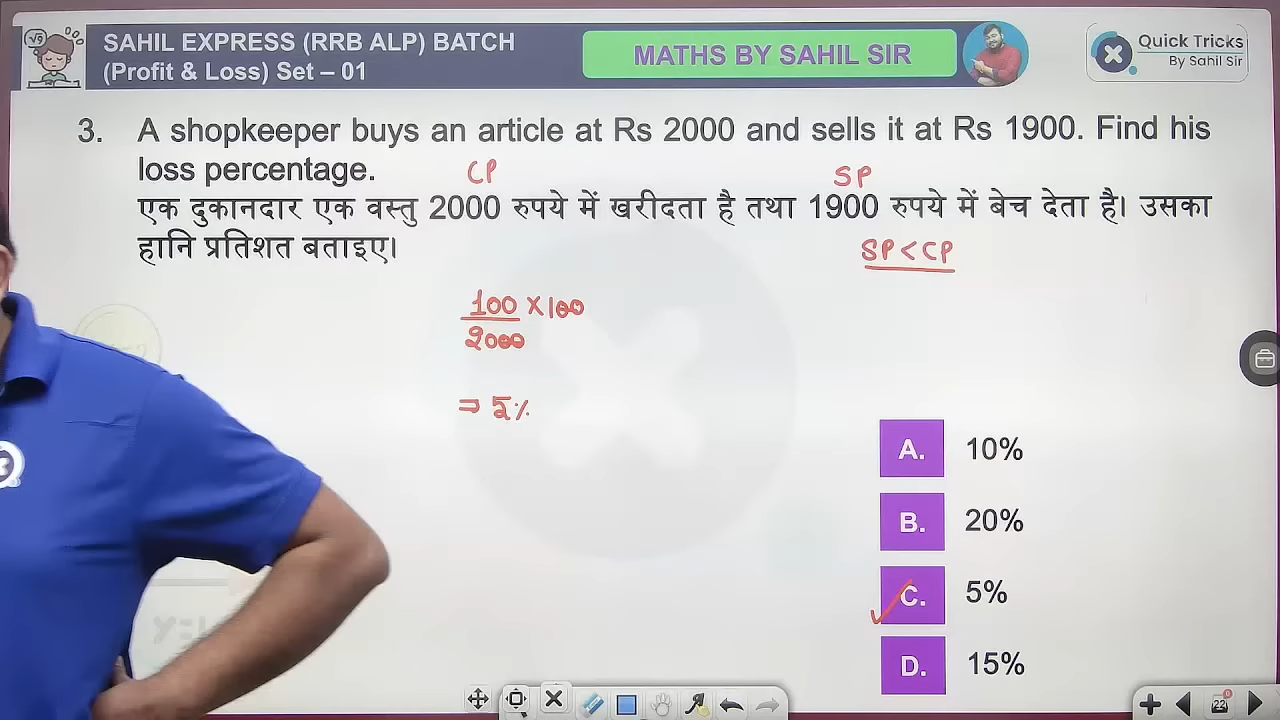 SAHIL EXPRESS (RRB ALP) BATCH
(Profit & Loss) Set – 01
MATHS BY SAHIL SIR
Quick Tricks
By Sahil Sir
3. A shopkeeper buys an article at Rs 2000 and sells it at Rs 1900. Find his
loss percentage.
CP SP
एक दुकानदार एक वस्तु 2000 रुपये में खरीदता है तथा 1900 रुपये में बेच देता है। उसका
हानि प्रतिशत बताइए।
SP < CP
100 × 100
2000
= 5%
A. 10%
B. 20%
C. 5%
D. 15%
22